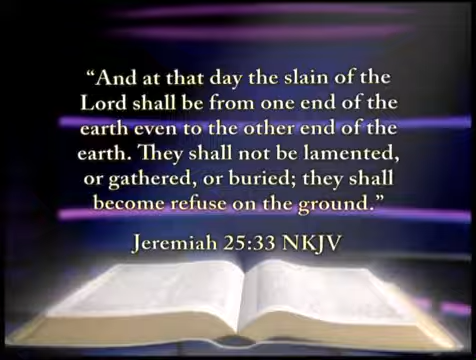 “And at that day the slain of the
Lord shall be from one end of the
earth even to the other end of the
earth. They shall not be lamented,
or gathered, or buried; they shall
become refuse on the ground.”
Jeremiah 25:33 NKJV